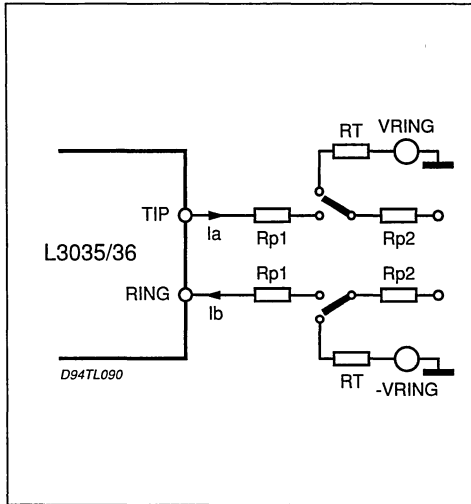 RT VRING
TIP
Ia
Rp1
Rp2
L3035/36
RING
Ib
Rp1
Rp2
D94TL090
RT
-VRING